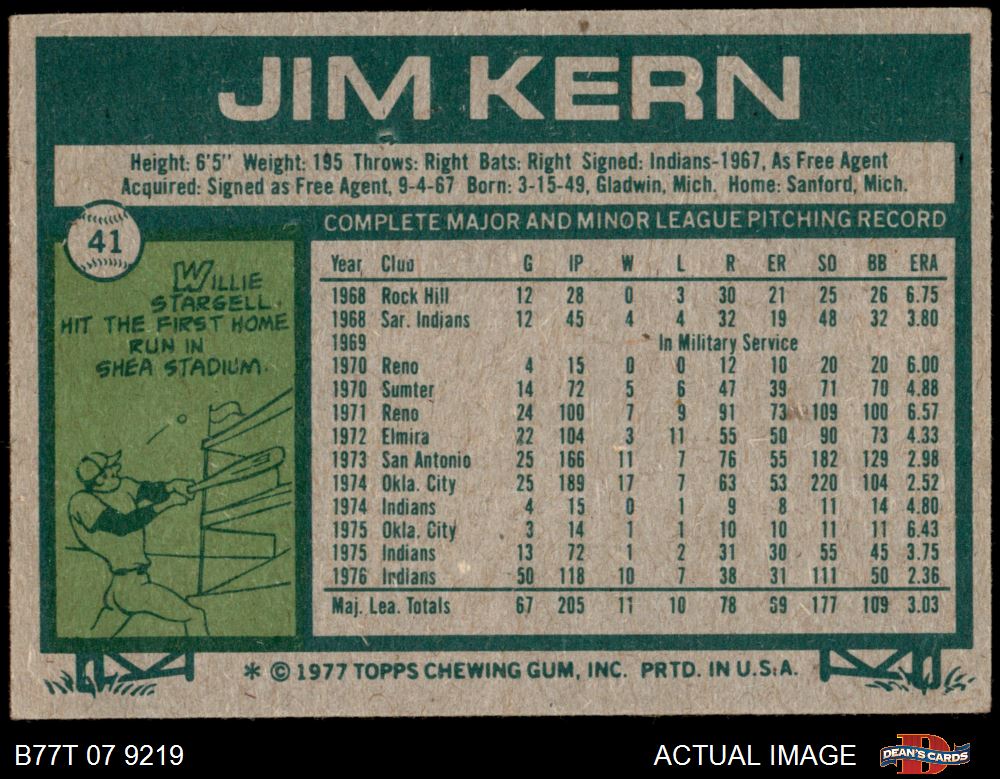 JIM KERN
Height: 6'5" Weight: 195 Throws: Right Bats: Right Signed: Indians-1967, As Free Agent
Acquired: Signed as Free Agent, 9-4-67 Born: 3-15-49, Gladwin, Mich. Home: Sanford, Mich.
41
WILLIE
STARGELL
HIT THE FIRST HOME
RUN IN
SHEA STADIUM.
COMPLETE MAJOR AND MINOR LEAGUE PITCHING RECORD
Year Club G IP W L R ER SO BB ERA
1968 Rock Hill 12 28 0 3 30 21 25 26 6.75
1968 Sar. Indians 12 45 4 4 32 19 48 32 3.80
1969 In Military Service
1970 Reno 4 15 0 0 12 10 20 20 6.00
1970 Sumter 14 72 5 6 47 39 71 70 4.88
1971 Reno 24 100 7 9 91 73 109 100 6.57
1972 Elmira 22 104 3 11 55 50 90 73 4.33
1973 San Antonio 25 166 11 7 76 55 182 129 2.98
1974 Okla. City 25 189 17 7 63 53 220 104 2.52
1974 Indians 4 15 0 1 9 8 11 14 4.80
1975 Okla. City 3 14 1 1 10 10 11 11 6.43
1975 Indians 13 72 1 2 31 30 55 45 3.75
1976 Indians 50 118 10 7 38 31 111 50 2.36
Maj. Lea. Totals 67 205 11 10 78 59 177 109 3.03
* © 1977 TOPPS CHEWING GUM, INC. PRTD. IN U.S.A.
B77T 07 9219
ACTUAL IMAGE
DEAN'S CARDS